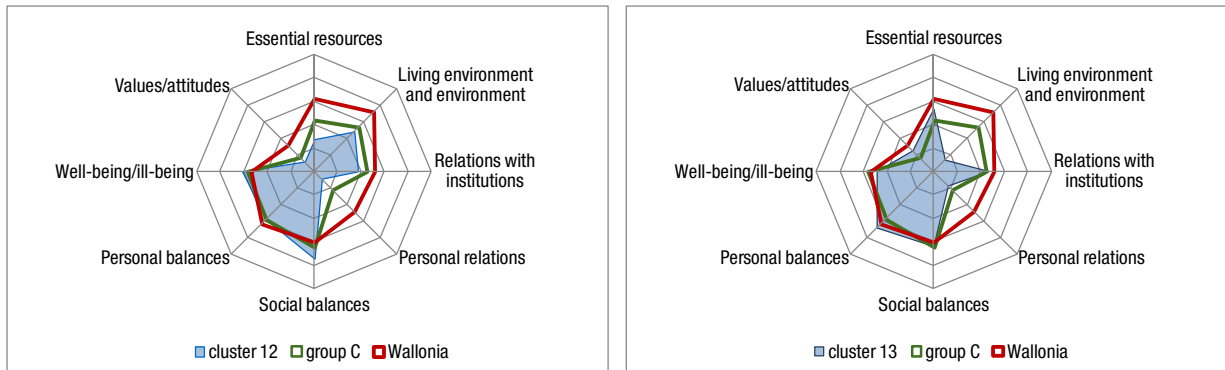 Essential resources
Living environment
and environment
Relations with
institutions
Personal relations
Social balances
Personal balances
Well-being/ill-being
Values/attitudes
cluster 12 group C Wallonia
Essential resources
Living environment
and environment
Relations with
institutions
Personal relations
Social balances
Personal balances
Well-being/ill-being
Values/attitudes
cluster 13 group C Wallonia